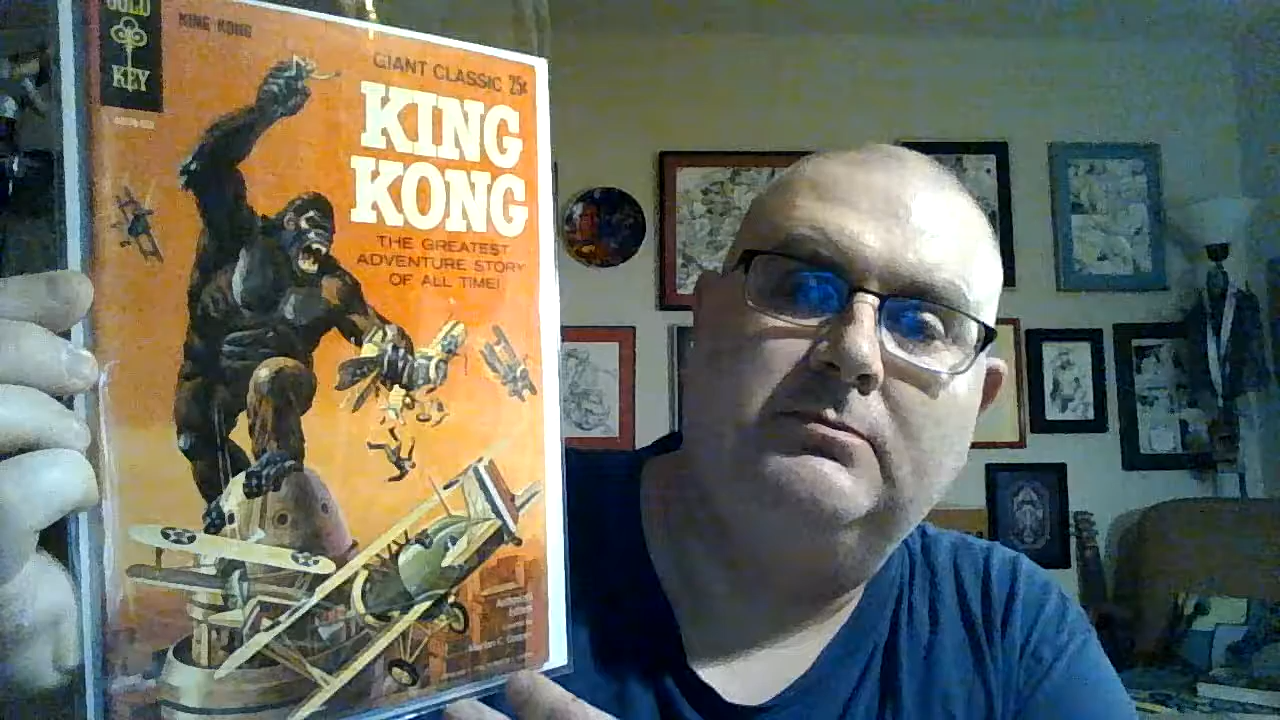 GOLD
KEY
KING KONG
GIANT CLASSIC 25¢
KING
KONG
THE GREATEST
ADVENTURE STORY
OF ALL TIME!